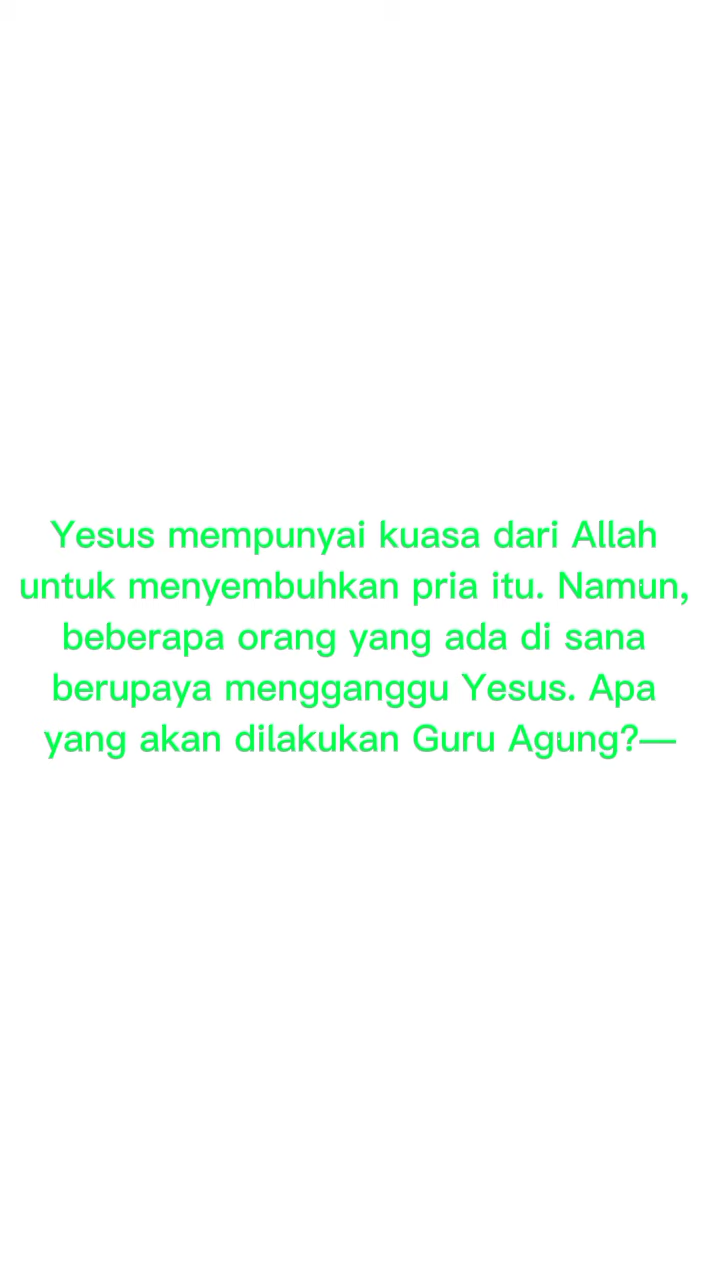 Yesus mempunyai kuasa dari Allah
untuk menyembuhkan pria itu. Namun,
beberapa orang yang ada di sana
berupaya mengganggu Yesus. Apa
yang akan dilakukan Guru Agung?—